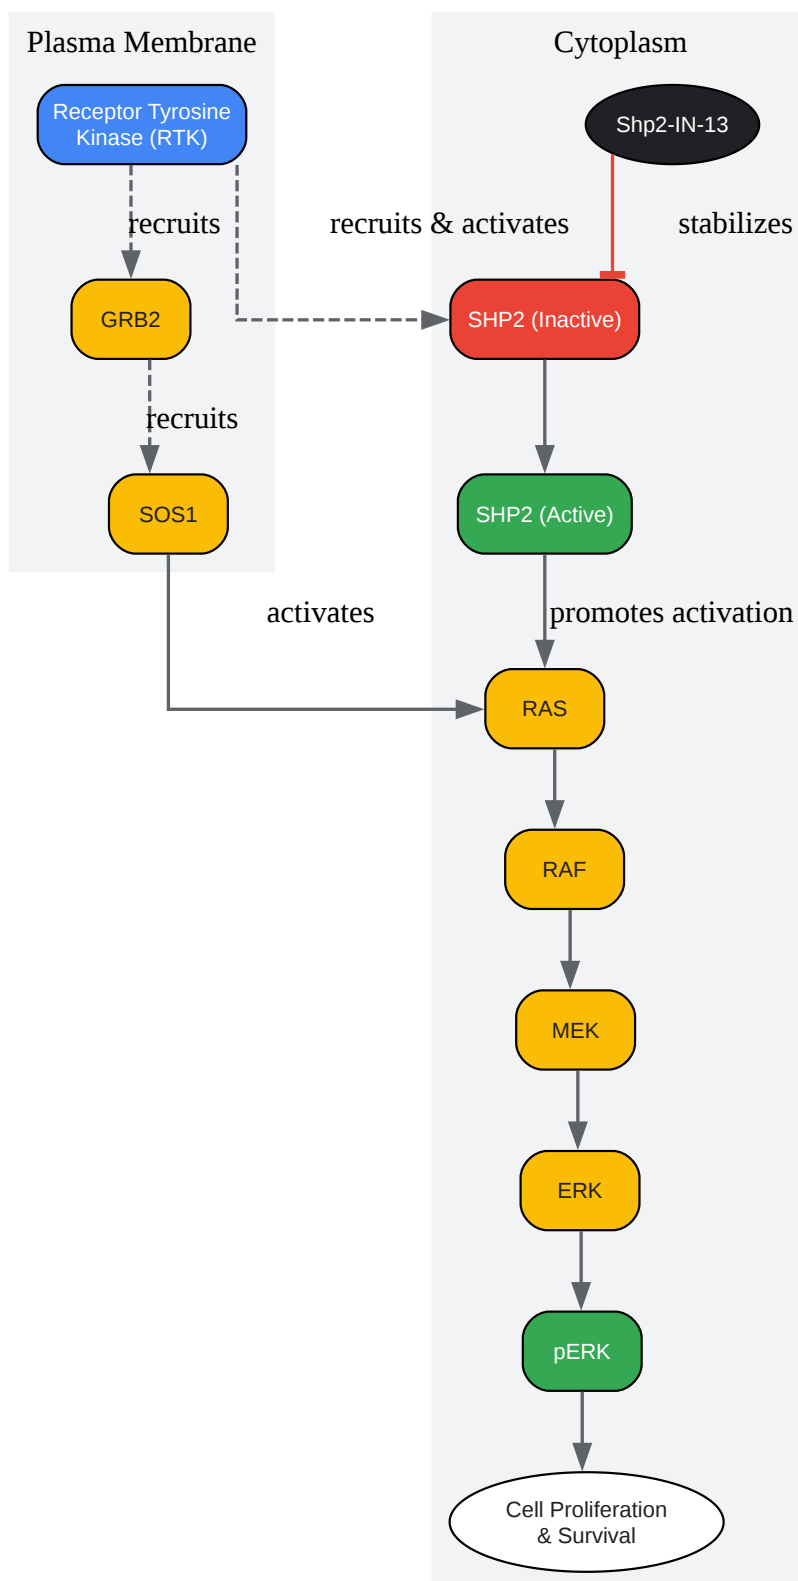 Plasma Membrane
Cytoplasm
Receptor Tyrosine
Kinase (RTK)
Shp2-IN-13
recruits
recruits & activates
stabilizes
GRB2
SHP2 (Inactive)
recruits
SOS1
SHP2 (Active)
activates
promotes activation
RAS
RAF
MEK
ERK
pERK
Cell Proliferation
& Survival